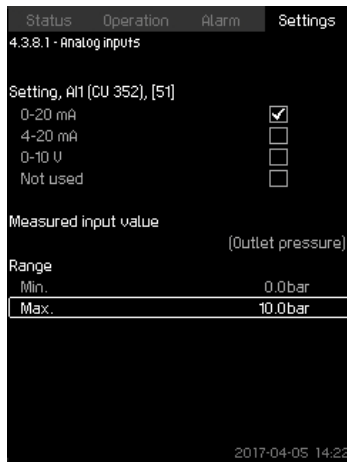 Status Operation Alarm Settings
4.3.8.1 - Analog inputs
Setting, AI1 (CU 352), [51]
0-20 mA
4-20 mA
0-10 V
Not used
Measured input value
(Outlet pressure)
Range
Min. 0.0bar
Max. 10.0bar
2017-04-05 14:22